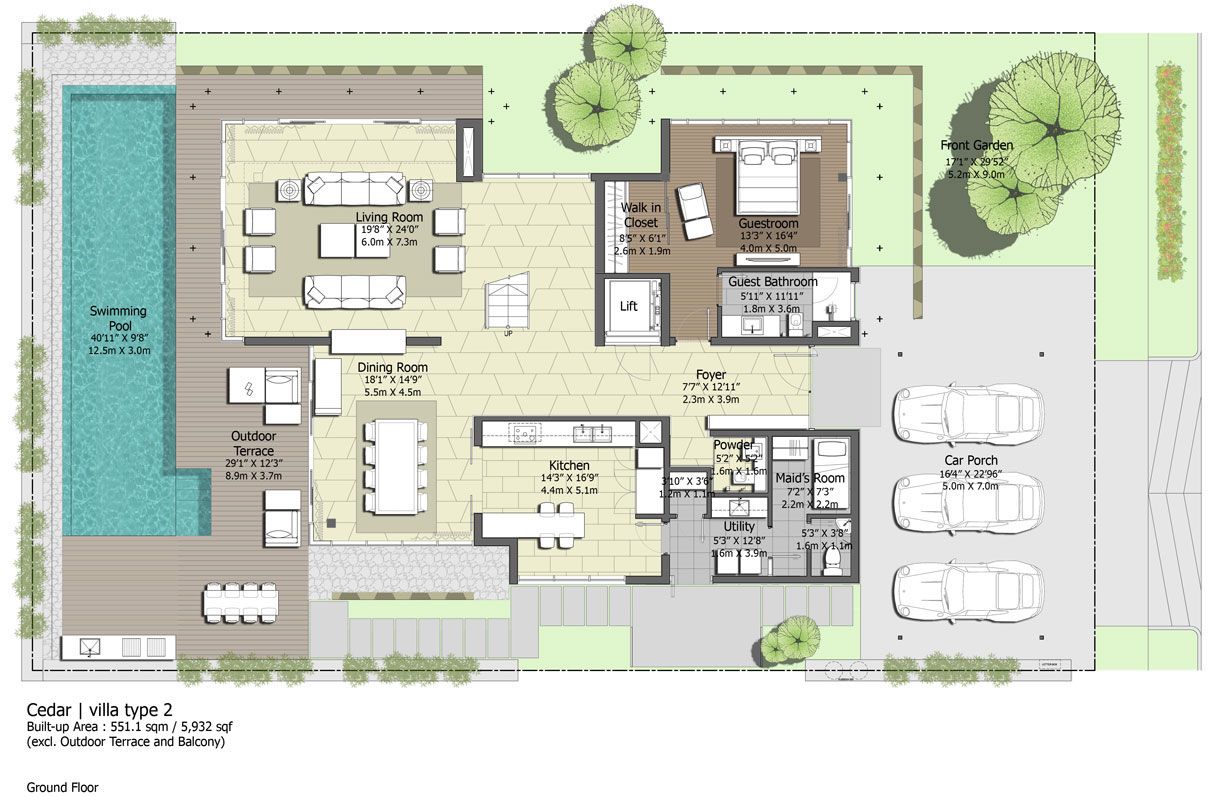 Front Garden
17'1" X 29'52"
5.2m X 9.0m
Living Room
19'8" X 24'0"
6.0m X 7.3m
Walk in
Closet
8'5" X 6'1"
2.6m X 1.9m
Guestroom
13'3" X 16'4"
4.0m X 5.0m
Guest Bathroom
5'11" X 11'11"
1.8m X 3.6m
Lift
UP
Swimming
Pool
40'11" X 9'8"
12.5m X 3.0m
Dining Room
18'1" X 14'9"
5.5m X 4.5m
Foyer
7'7" X 12'11"
2.3m X 3.9m
Outdoor
Terrace
29'1" X 12'3"
8.9m X 3.7m
Kitchen
14'3" X 16'9"
4.4m X 5.1m
Powder
5'2" X 5'2"
1.6m X 1.6m
3'10" X 3'6"
1.2m X 1.1m
Maid's Room
7'2" X 7'3"
2.2m X 2.2m
Car Porch
16'4" X 22'96"
5.0m X 7.0m
Utility
5'3" X 12'8"
1.6m X 3.9m
5'3" X 3'8"
1.6m X 1.1m
Cedar | villa type 2
Built-up Area : 551.1 sqm / 5,932 sqf
(excl. Outdoor Terrace and Balcony)
Ground Floor